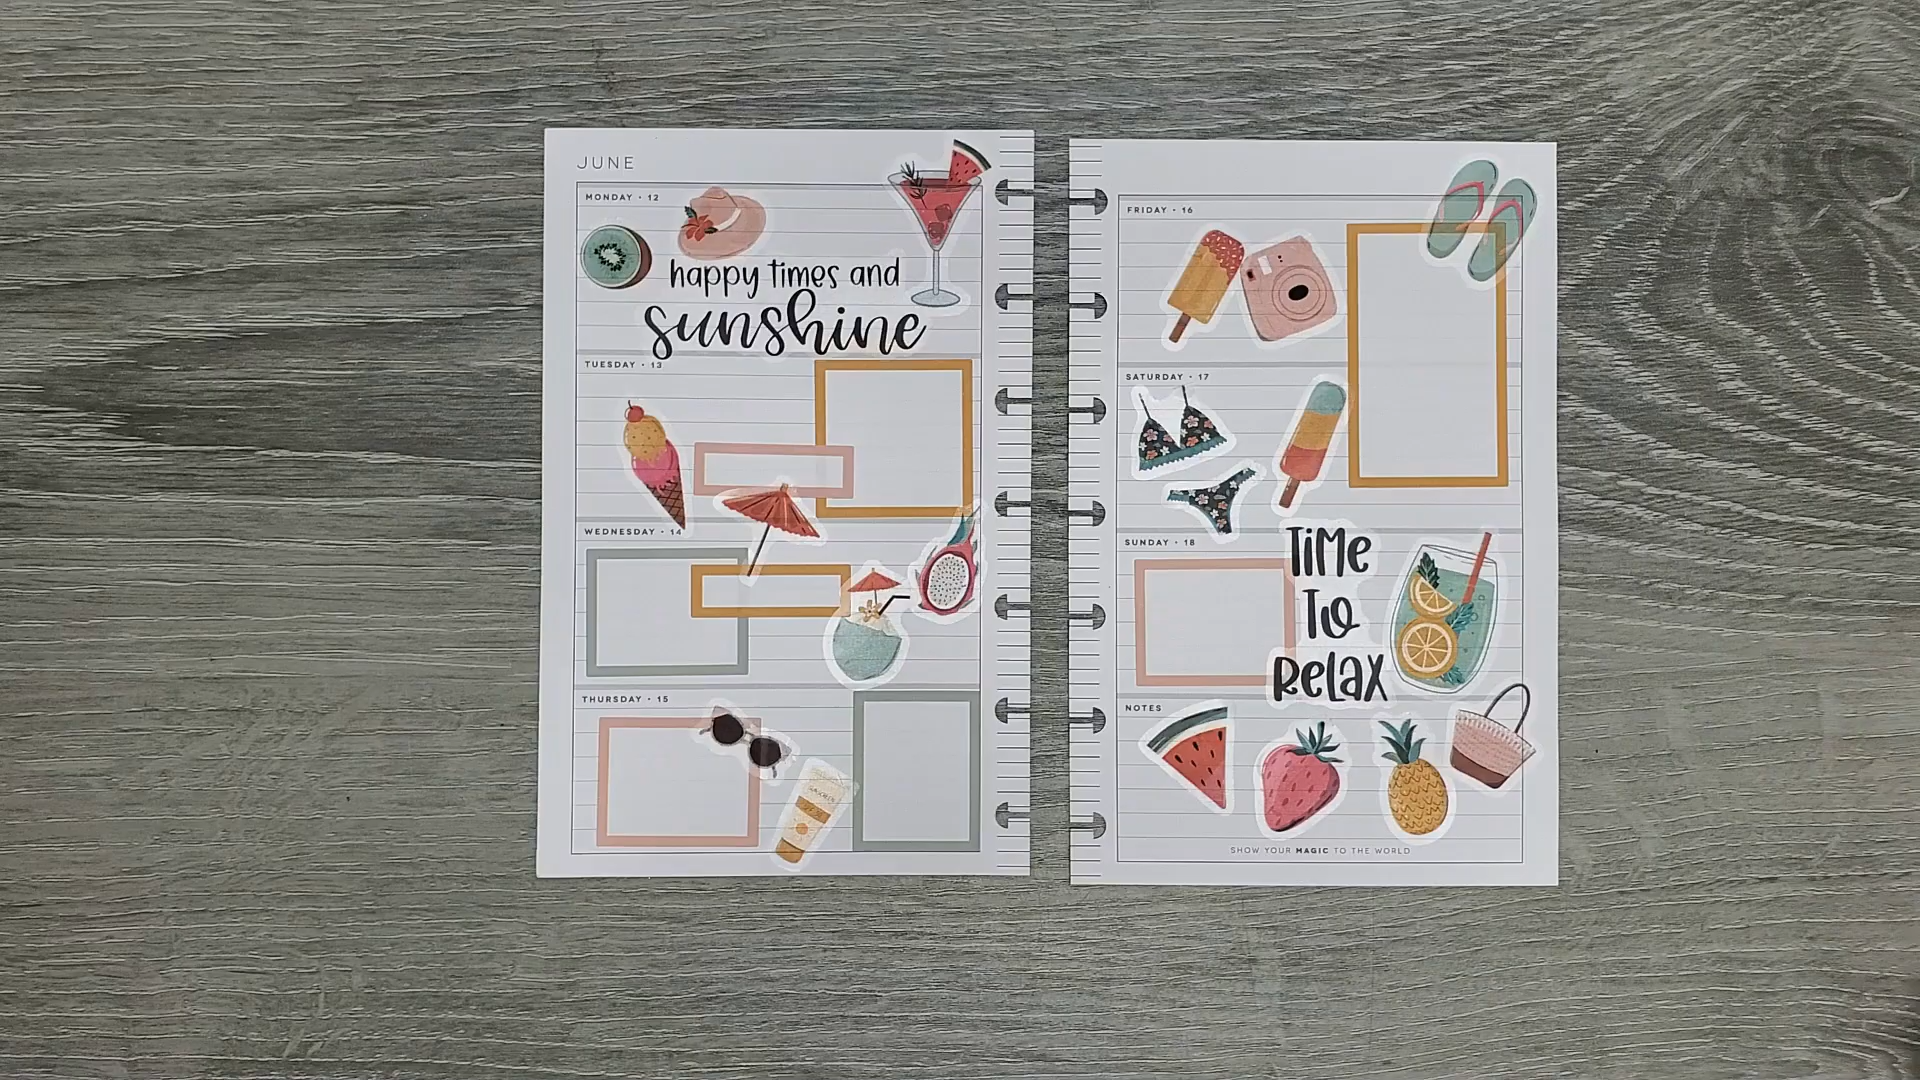 JUNE
MONDAY • 12
happy times and
sunshine
TUESDAY • 13
WEDNESDAY • 14
THURSDAY • 15
FRIDAY • 16
SATURDAY • 17
SUNDAY • 18
TiMe
To
ReLaX
NOTES
SHOW YOUR MAGIC TO THE WORLD